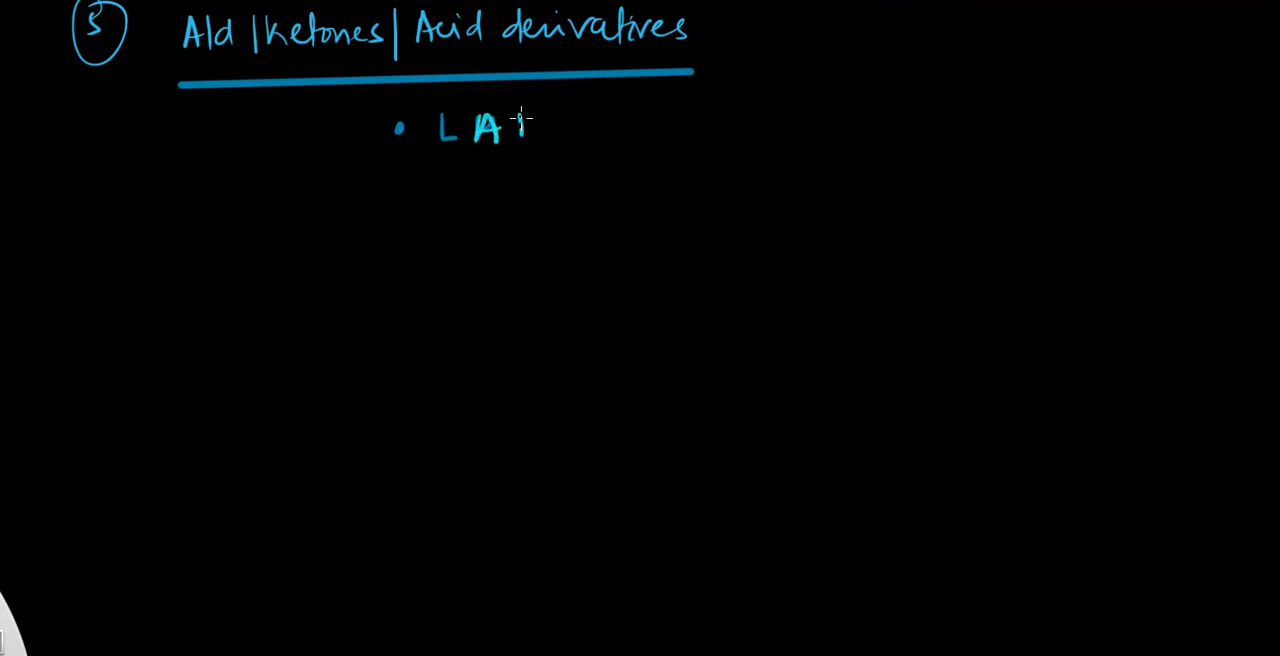 5 Ald/Ketones/Acid derivatives
• LA